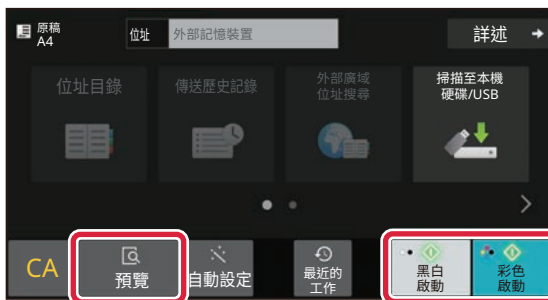 原稿
A4
位址
外部記憶裝置
詳述
位址目錄
傳送歷史記錄
外部廣域
位址搜尋
掃描至本機
硬碟/USB
CA
預覽
自動設定
最近的
工作
黑白
啟動
彩色
啟動